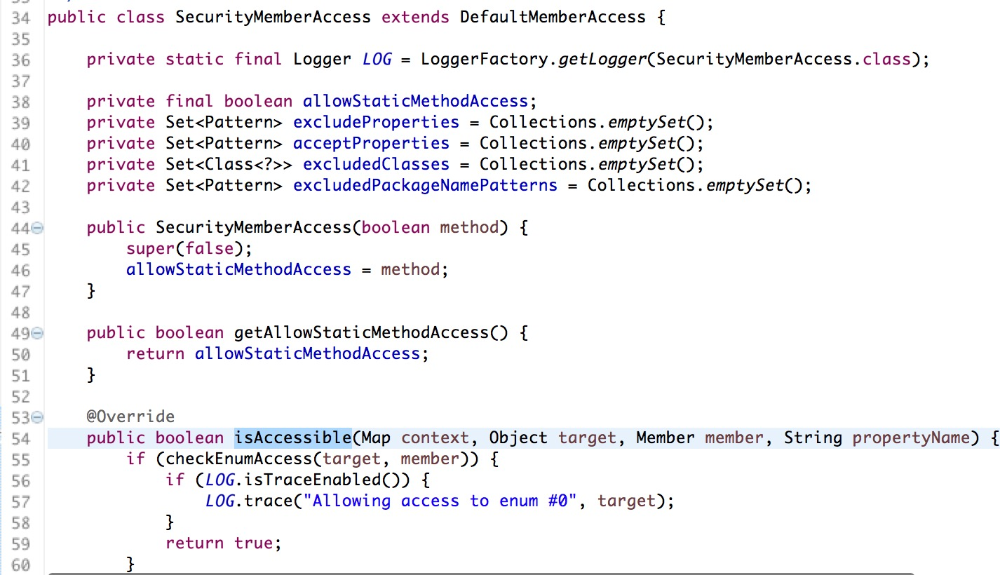 34 public class SecurityMemberAccess extends DefaultMemberAccess {
35
36     private static final Logger LOG = LoggerFactory.getLogger(SecurityMemberAccess.class);
37
38     private final boolean allowStaticMethodAccess;
39     private Set<Pattern> excludeProperties = Collections.emptySet();
40     private Set<Pattern> acceptProperties = Collections.emptySet();
41     private Set<Class<?>> excludedClasses = Collections.emptySet();
42     private Set<Pattern> excludedPackageNamePatterns = Collections.emptySet();
43
44     public SecurityMemberAccess(boolean method) {
45         super(false);
46         allowStaticMethodAccess = method;
47     }
48
49     public boolean getAllowStaticMethodAccess() {
50         return allowStaticMethodAccess;
51     }
52
53     @Override
54     public boolean isAccessible(Map context, Object target, Member member, String propertyName) {
55         if (checkEnumAccess(target, member)) {
56             if (LOG.isTraceEnabled()) {
57                 LOG.trace("Allowing access to enum #0", target);
58             }
59             return true;
60         }